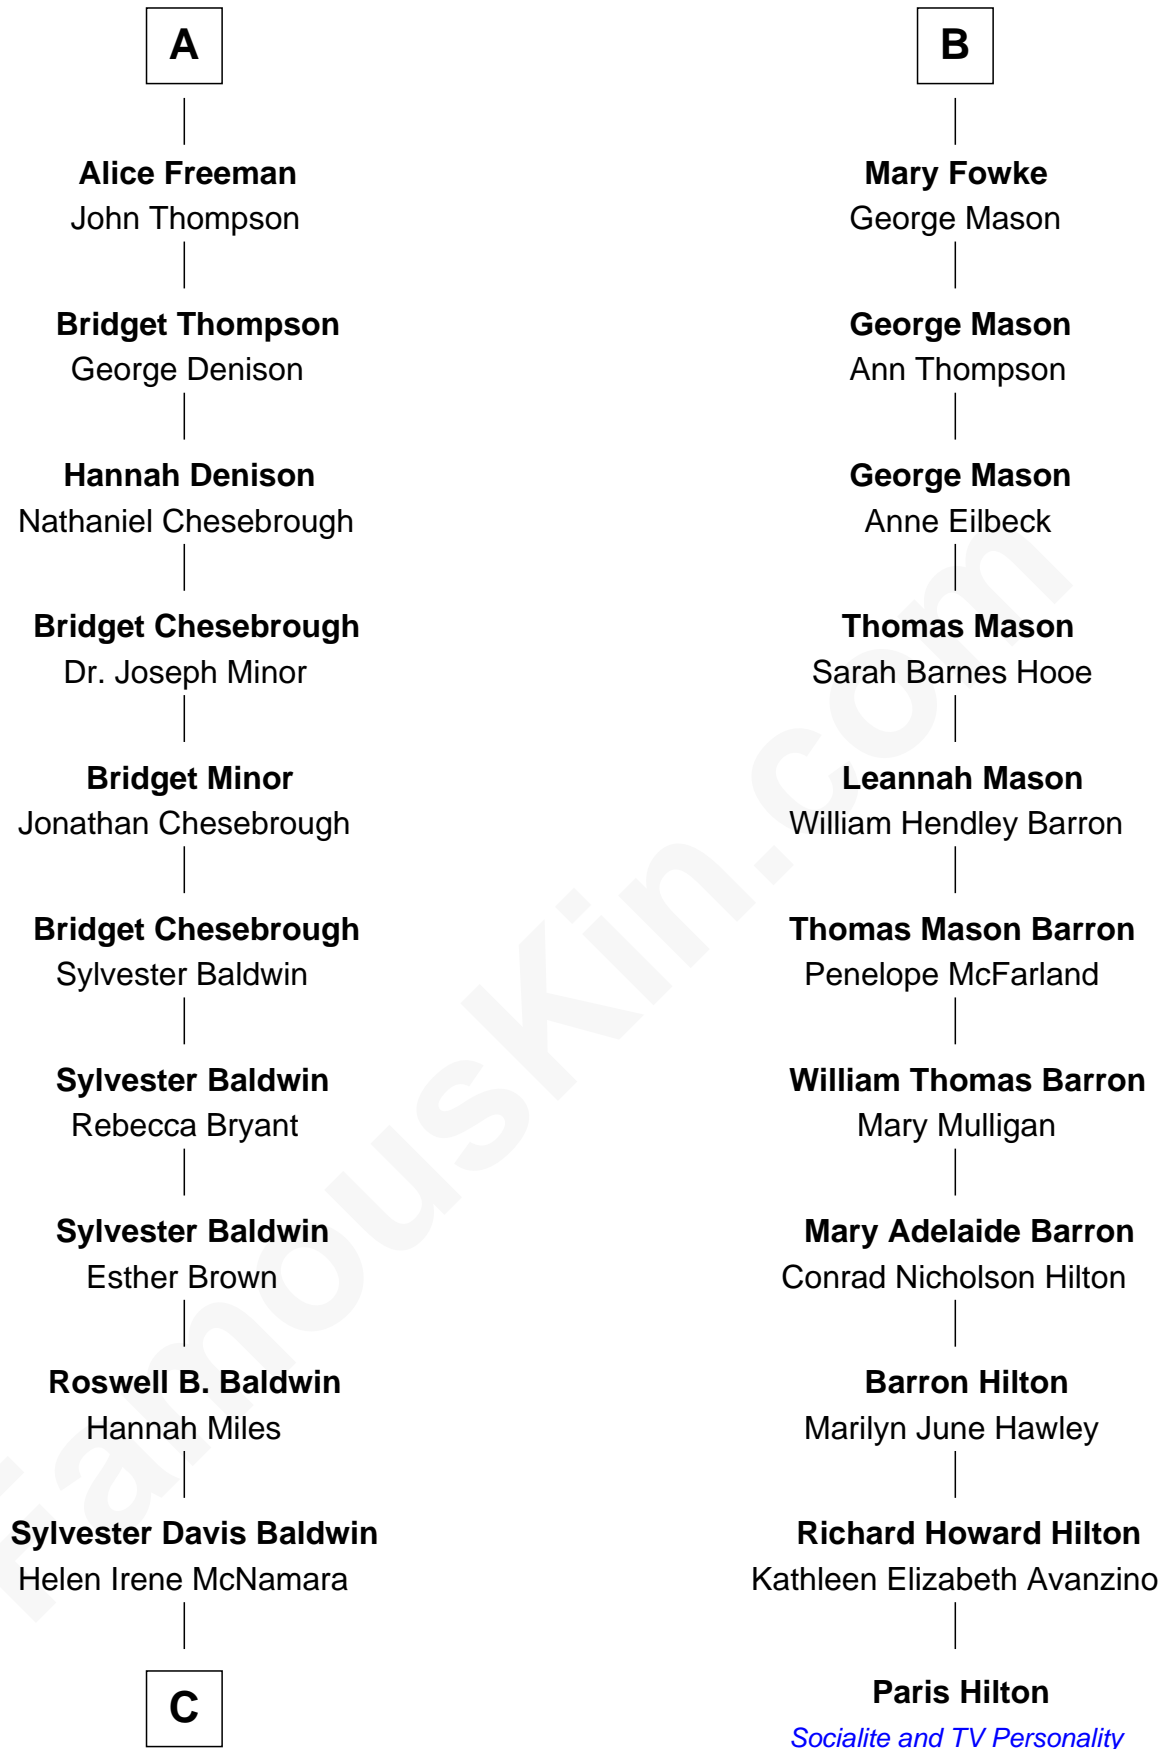 A
Alice Freeman
John Thompson
Bridget Thompson
George Denison
Hannah Denison
Nathaniel Chesebrough
Bridget Chesebrough
Dr. Joseph Minor
Bridget Minor
Jonathan Chesebrough
Bridget Chesebrough
Sylvester Baldwin
Sylvester Baldwin
Rebecca Bryant
Sylvester Baldwin
Esther Brown
Roswell B. Baldwin
Hannah Miles
Sylvester Davis Baldwin
Helen Irene McNamara
C
B
Mary Fowke
George Mason
George Mason
Ann Thompson
George Mason
Anne Eilbeck
Thomas Mason
Sarah Barnes Hooe
Leannah Mason
William Hendley Barron
Thomas Mason Barron
Penelope McFarland
William Thomas Barron
Mary Mulligan
Mary Adelaide Barron
Conrad Nicholson Hilton
Barron Hilton
Marilyn June Hawley
Richard Howard Hilton
Kathleen Elizabeth Avanzino
Paris Hilton
Socialite and TV Personality
FamousKin.com